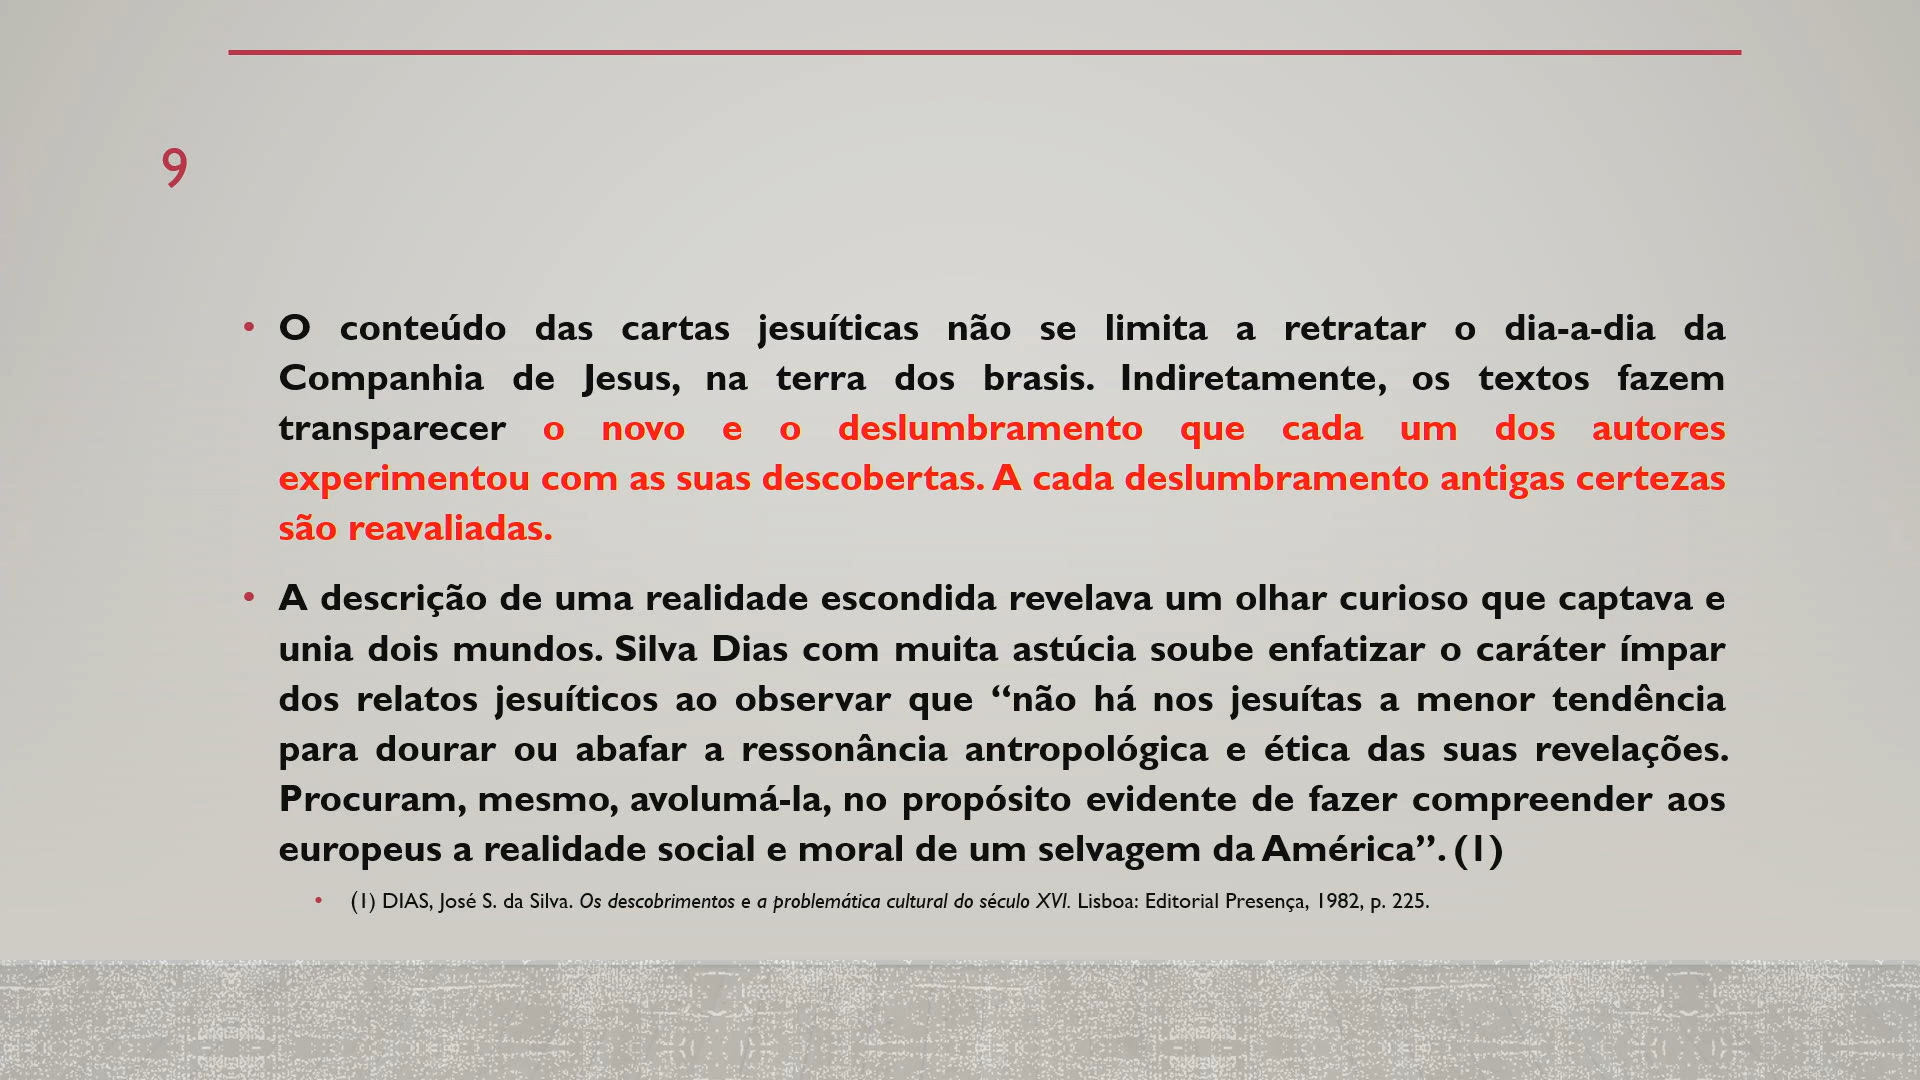 9
• O conteúdo das cartas jesuíticas não se limita a retratar o dia-a-dia da
Companhia de Jesus, na terra dos brasis. Indiretamente, os textos fazem
transparecer o novo e o deslumbramento que cada um dos autores
experimentou com as suas descobertas. A cada deslumbramento antigas certezas
são reavaliadas.
• A descrição de uma realidade escondida revelava um olhar curioso que captava e
unia dois mundos. Silva Dias com muita astúcia soube enfatizar o caráter ímpar
dos relatos jesuíticos ao observar que “não há nos jesuítas a menor tendência
para dourar ou abafar a ressonância antropológica e ética das suas revelações.
Procuram, mesmo, avolumá-la, no propósito evidente de fazer compreender aos
europeus a realidade social e moral de um selvagem da América”. (1)
• (1) DIAS, José S. da Silva. Os descobrimentos e a problemática cultural do século XVI. Lisboa: Editorial Presença, 1982, p. 225.